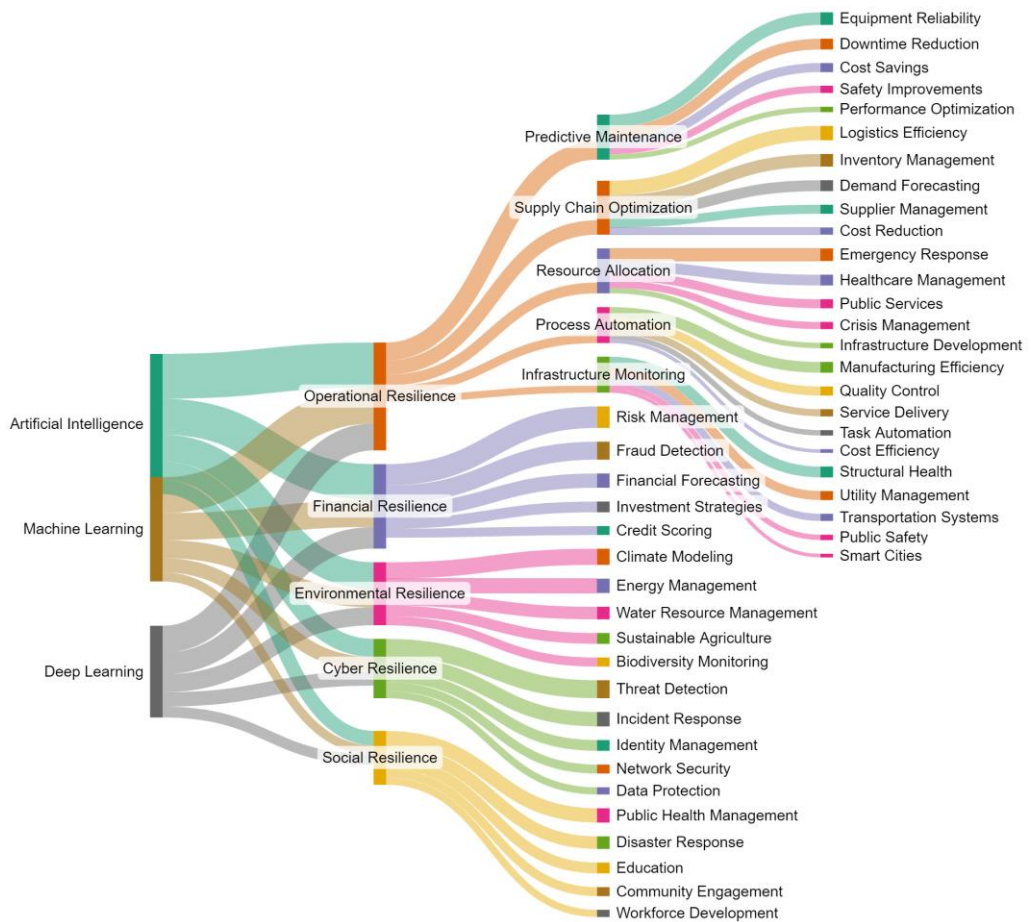 Artificial Intelligence
Machine Learning
Deep Learning
Operational Resilience
Financial Resilience
Environmental Resilience
Cyber Resilience
Social Resilience
Predictive Maintenance
Supply Chain Optimization
Resource Allocation
Process Automation
Infrastructure Monitoring
Risk Management
Fraud Detection
Financial Forecasting
Investment Strategies
Credit Scoring
Climate Modeling
Energy Management
Water Resource Management
Sustainable Agriculture
Biodiversity Monitoring
Threat Detection
Incident Response
Identity Management
Network Security
Data Protection
Public Health Management
Disaster Response
Education
Community Engagement
Workforce Development
Equipment Reliability
Downtime Reduction
Cost Savings
Safety Improvements
Performance Optimization
Logistics Efficiency
Inventory Management
Demand Forecasting
Supplier Management
Cost Reduction
Emergency Response
Healthcare Management
Public Services
Crisis Management
Infrastructure Development
Manufacturing Efficiency
Quality Control
Service Delivery
Task Automation
Cost Efficiency
Structural Health
Utility Management
Transportation Systems
Public Safety
Smart Cities